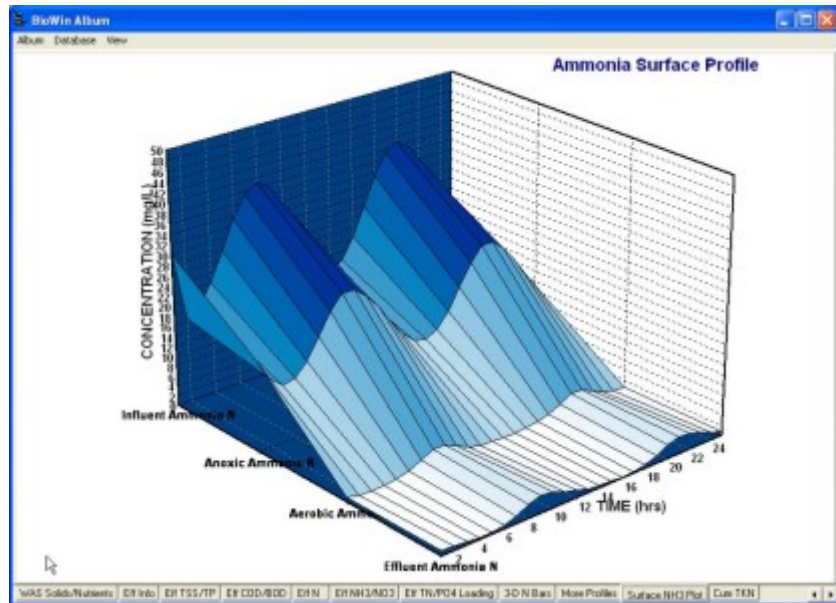 BioWin Album
Album Database View
Ammonia Surface Profile
CONCENTRATION (mg/L)
50
48
46
44
42
40
38
36
34
32
30
28
26
24
22
20
18
16
14
12
10
8
6
4
2
Influent Ammonia N
Anoxic Ammonia N
Aerobic Ammo
Effluent Ammonia N
2 4 6 8 10 12 14 16 18 20 22 24
TIME (hrs)
WAS Solids/Nutrients Eff Info Eff TSS/TP Eff COD/BOD Eff N Eff NH3/NO3 Eff TN/PO4 Loading 3-D N Bars More Profiles Surface NH3 Plot Cum TKN